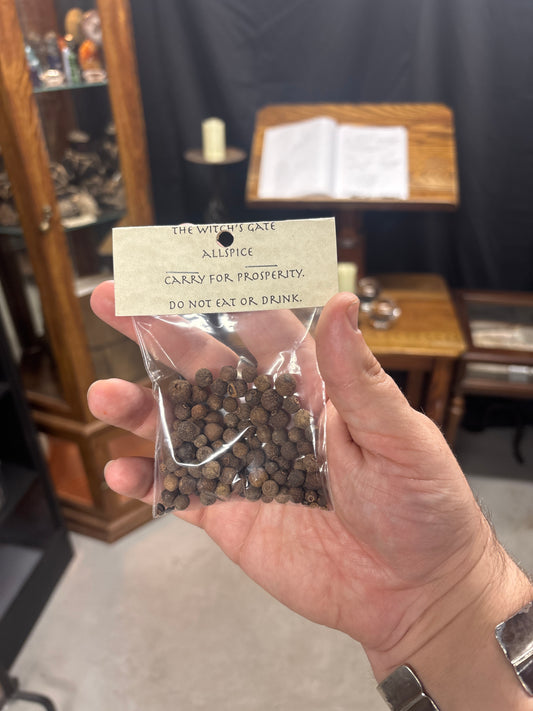 THE WITCH'S GATE
ALLSPICE
CARRY FOR PROSPERITY.
DO NOT EAT OR DRINK.